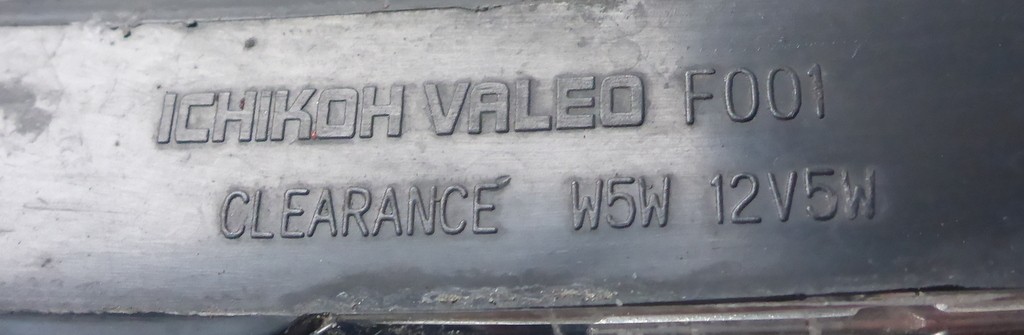 ICHIKOH VALEO F001
CLEARANCE W5W 12V5W